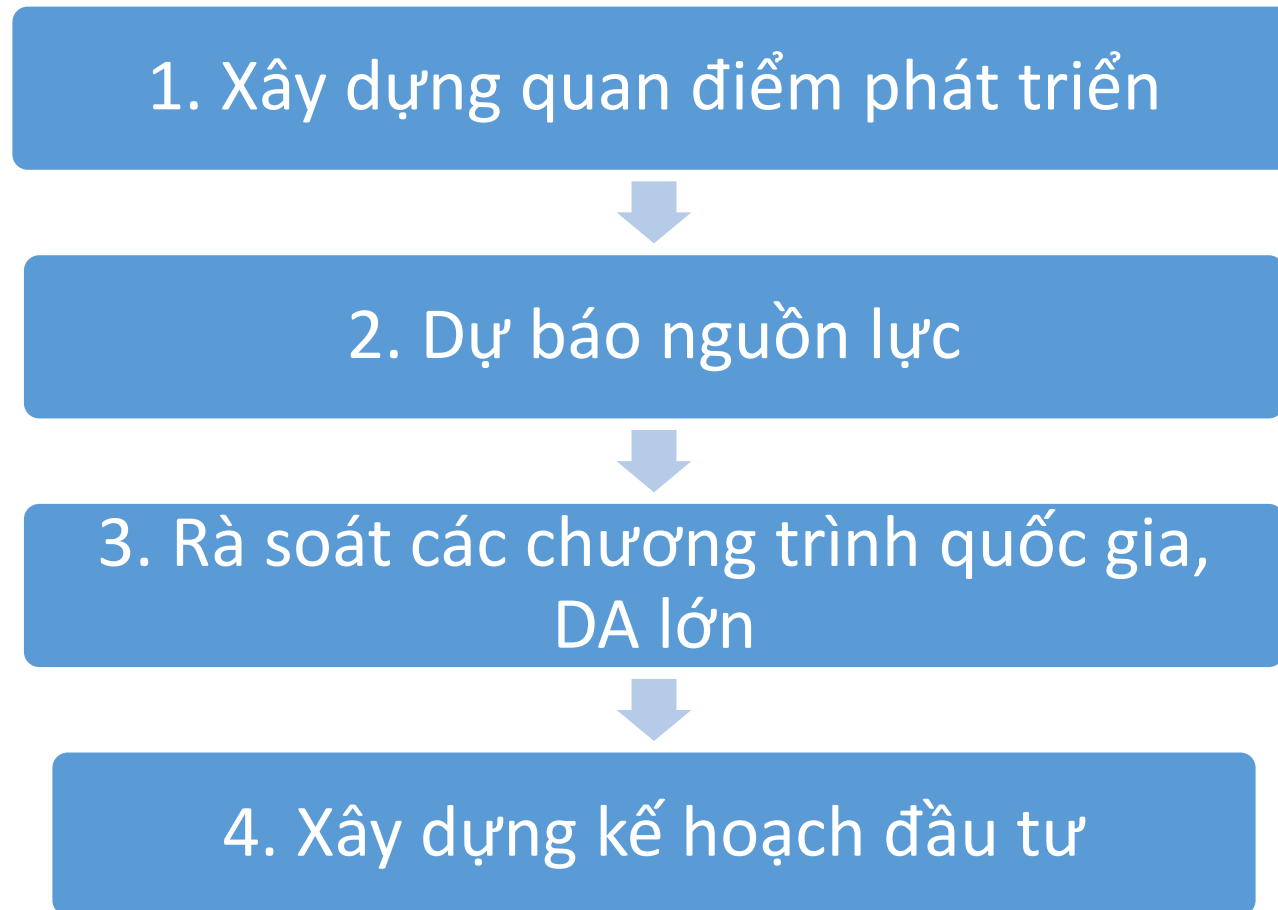 1. Xây dựng quan điểm phát triển
2. Dự báo nguồn lực
3. Rà soát các chương trình quốc gia,
DA lớn
4. Xây dựng kế hoạch đầu tư